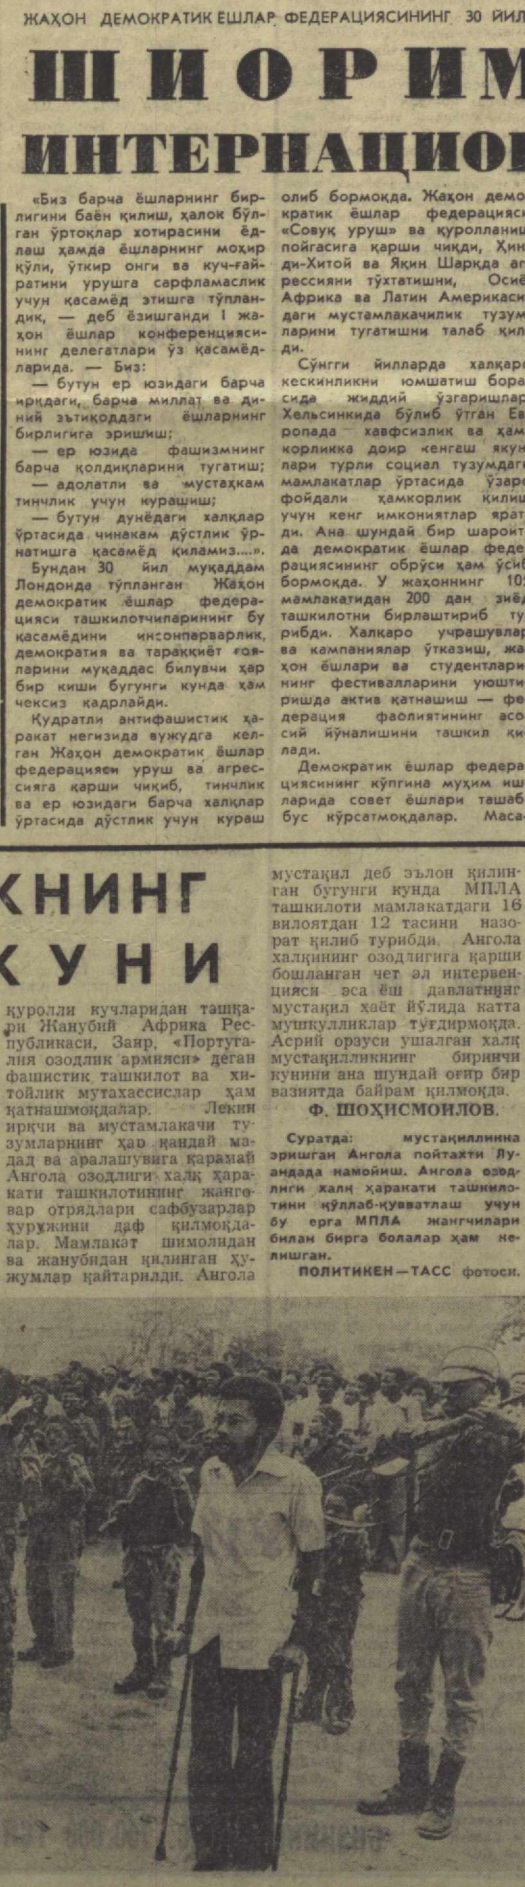 ЖАҲОН ДЕМОКРАТИК ЁШЛАР ФЕДЕРАЦИЯСИНИНГ 30 ЙИЛ
ШИОРИМ
ИНТЕРНАЦИО
«Биз барча ёшларнинг бир-
лигини баён қилиш, ҳалок бўл-
ган ўртоқлар хотирасини ёд-
лаш ҳамда ёшларнинг моҳир
қўли, ўткир онги ва куч-ғай-
ратини урушга сарфламаслик
учун қасамёд этишга тўплан-
дик, — деб ёзишганди I жа-
ҳон ёшлар конференцияси-
нинг делегатлари ўз қасамёд-
ларида. — Биз:
— бутун ер юзидаги барча
ирқдаги, барча миллат ва ди-
ний эътиқоддаги ёшларнинг
бирлигига эришиш;
— ер юзида фашизмнинг
барча қолдиқларини тугатиш;
— адолатли ва мустаҳкам
тинчлик учун курашиш;
— бутун дунёдаги халқлар
ўртасида чинакам дўстлик ўр-
натишга қасамёд қиламиз....».
Бундан 30 йил муқаддам
Лондонда тўпланган Жаҳон
демократик ёшлар федера-
цияси ташкилотчиларининг бу
қасамёдини инсонпарварлик,
демократия ва тараққиёт ғоя-
ларини муқаддас билувчи ҳар
бир киши бугунги кунда ҳам
чексиз қадрлайди.
Қудратли антифашистик ҳа-
ракат негизида вужудга кел-
ган Жаҳон демократик ёшлар
федерацияси уруш ва агрес-
сияга қарши чиқиб, тинчлик
ва ер юзидаги барча халқлар
ўртасида дўстлик учун кураш
олиб бормоқда. Жаҳон демо
кратик ёшлар федерацияс
«Совуқ уруш» ва қуролланиш
пойгасига қарши чиқди, Ҳин
ди-Хитой ва Яқин Шарқда аг
рессияни тўхтатишни, Осиё
Африка ва Латин Америкаси
даги мустамлакачилик тузум
ларини тугатишни талаб қил
ди.
Сўнгги йилларда халқаро
кескинликни юмшатиш бора
сида жиддий ўзгаришлар
Хельсинкида бўлиб ўтган Ев
ропада хавфсизлик ва ҳам
корликка доир кенгаш якун
лари турли социал тузумдаг
мамлакатлар ўртасида ўзаро
фойдали ҳамкорлик қилиш
учун кенг имкониятлар ярат
ди. Ана шундай бир шароит
да демократик ёшлар феде
рациясининг обрўси ҳам ўсиб
бормоқда. У жаҳоннинг 10
мамлакатидан 200 дан зиёд
ташкилотни бирлаштириб ту
рибди. Халқаро учрашувлар
ва кампаниялар ўтказиш, жа
ҳон ёшлари ва студентлари
нинг фестивалларини уюшти
ришда актив қатнашиш — фе
дерация фаолиятининг асо
сий йўналишини ташкил қи
лади.
Демократик ёшлар федера
циясининг кўпгина муҳим иш
ларида совет ёшлари ташаб
бус кўрсатмоқдалар. Маса-
КНИНГ
КУНИ
қуролли кучларидан ташқа-
ри Жанубий Африка Рес-
публикаси, Заир, «Португа-
лия озодлик армияси» деган
фашистик ташкилот ва хи-
тойлик мутахассислар ҳам
қатнашмоқдалар. Лекин
ирқчи ва мустамлакачи ту-
зумларнинг ҳар қандай ма-
дад ва аралашувига қарамай
Ангола озодлиги халқ ҳара-
кати ташкилотининг жанго-
вар отрядлари сафбузарлар
ҳуружини даф қилмоқда-
лар. Мамлакат шимолидан
ва жанубидан қилинган ҳу-
жумлар қайтарилди. Ангола
мустақил деб эълон қилин-
ган бугунги кунда МПЛА
ташкилоти мамлакатдаги 16
вилоятдан 12 тасини назо-
рат қилиб турибди. Ангола
халқининг озодлигига қарши
бошланган чет эл интервен-
цияси эса ёш давлатнинг
мустақил ҳаёт йўлида катта
мушкулликлар туғдирмоқда.
Асрий орзуси ушалган халқ
мустақилликнинг биринчи
кунини ана шундай оғир бир
вазиятда байрам қилмоқда.
Ф. ШОҲИСМОИЛОВ.
Суратда: мустақилликка
эришган Ангола пойтахти Лу-
андада намойиш. Ангола озод-
лиги халқ ҳаракати ташкило-
тини қўллаб-қувватлаш учун
бу ерга МПЛА жангчилари
билан бирга болалар ҳам ке-
лишган.
ПОЛИТИКЕН—ТАСС фотоси.